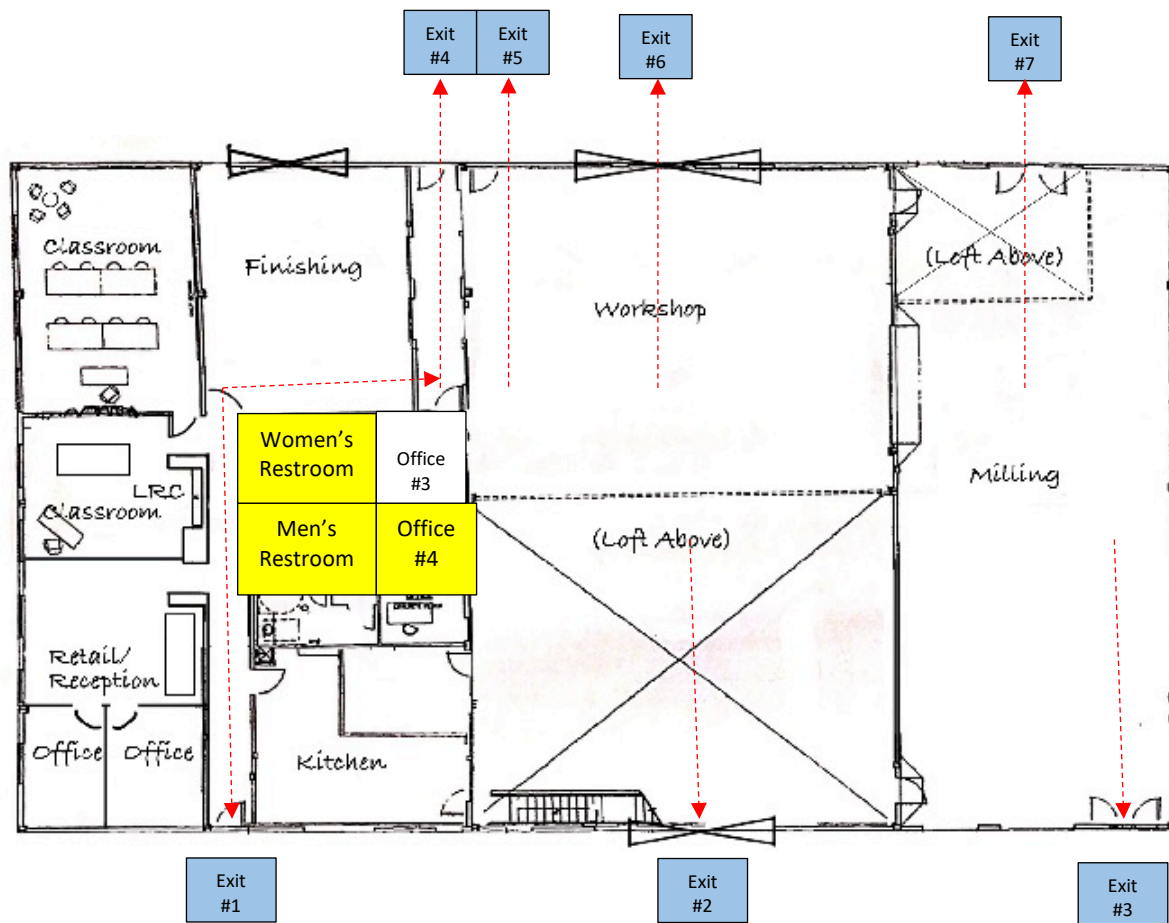 Exit
#4
Exit
#5
Exit
#6
Exit
#7
Classroom
Finishing
Workshop
(Loft Above)
Women's
Restroom
Office
#3
LRC
Classroom
Milling
Men's
Restroom
Office
#4
(Loft Above)
Retail/
Reception
Office
Office
Kitchen
Exit
#1
Exit
#2
Exit
#3